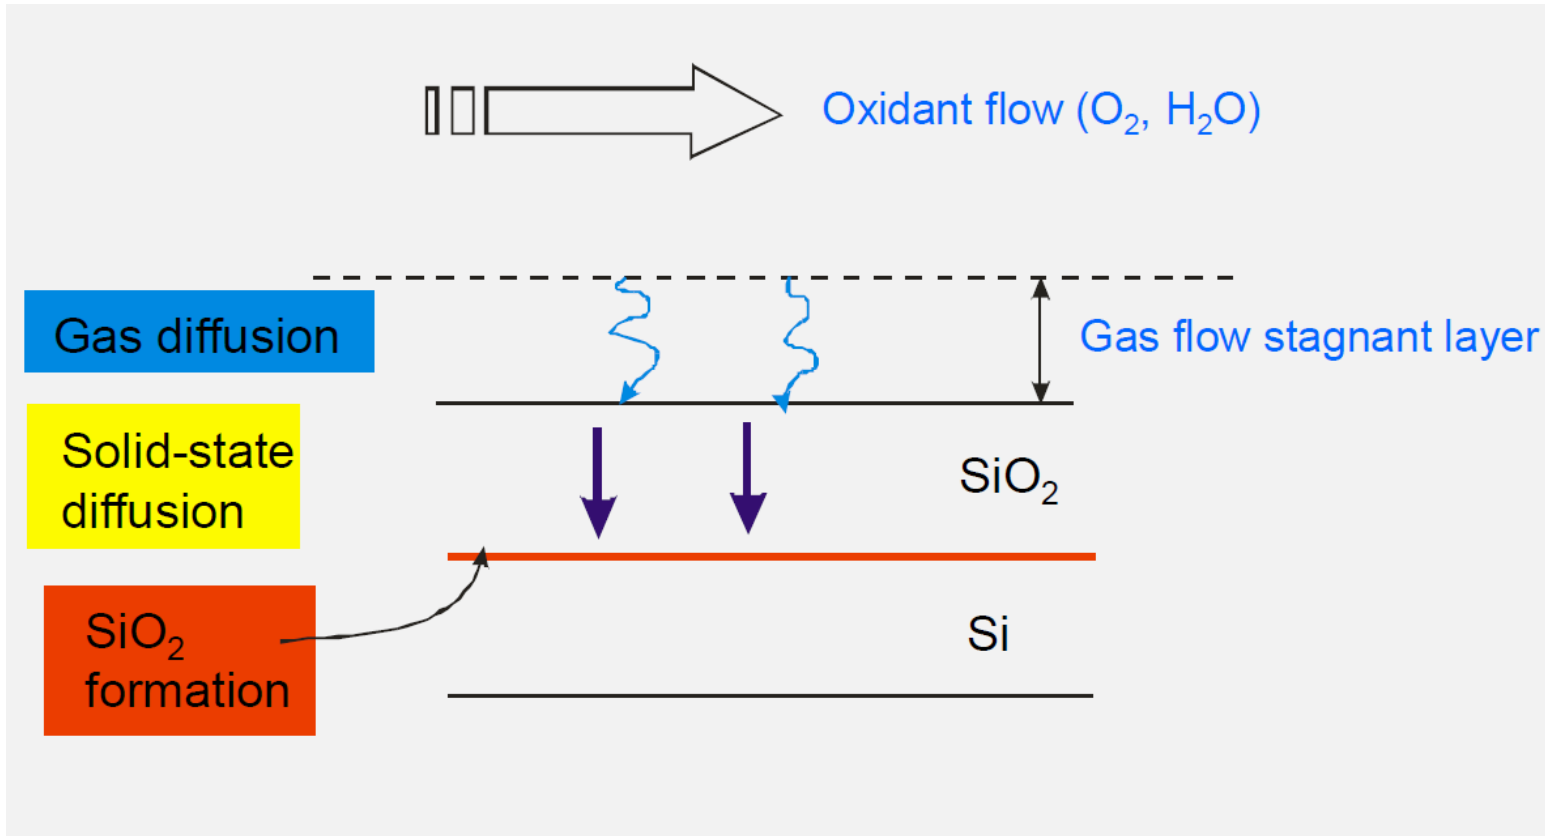 Oxidant flow (O₂, H₂O)
Gas diffusion
Gas flow stagnant layer
Solid-state
diffusion
SiO₂
SiO₂
formation
Si